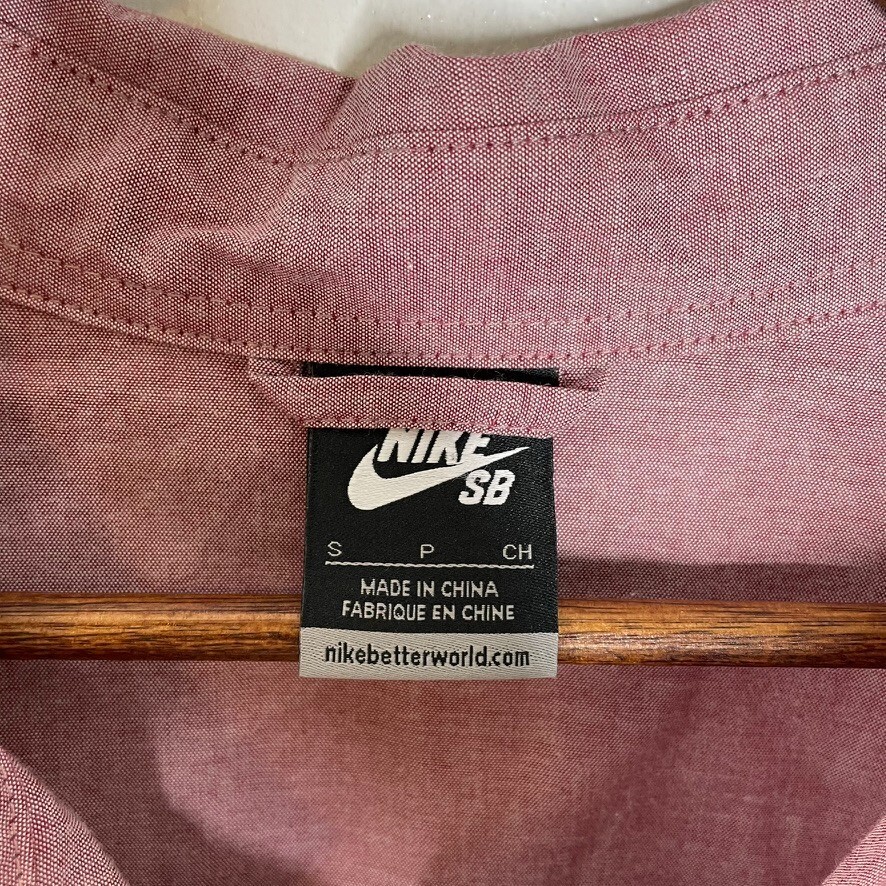 NIKE
SB
S P CH
MADE IN CHINA
FABRIQUE EN CHINE
nikebetterworld.com